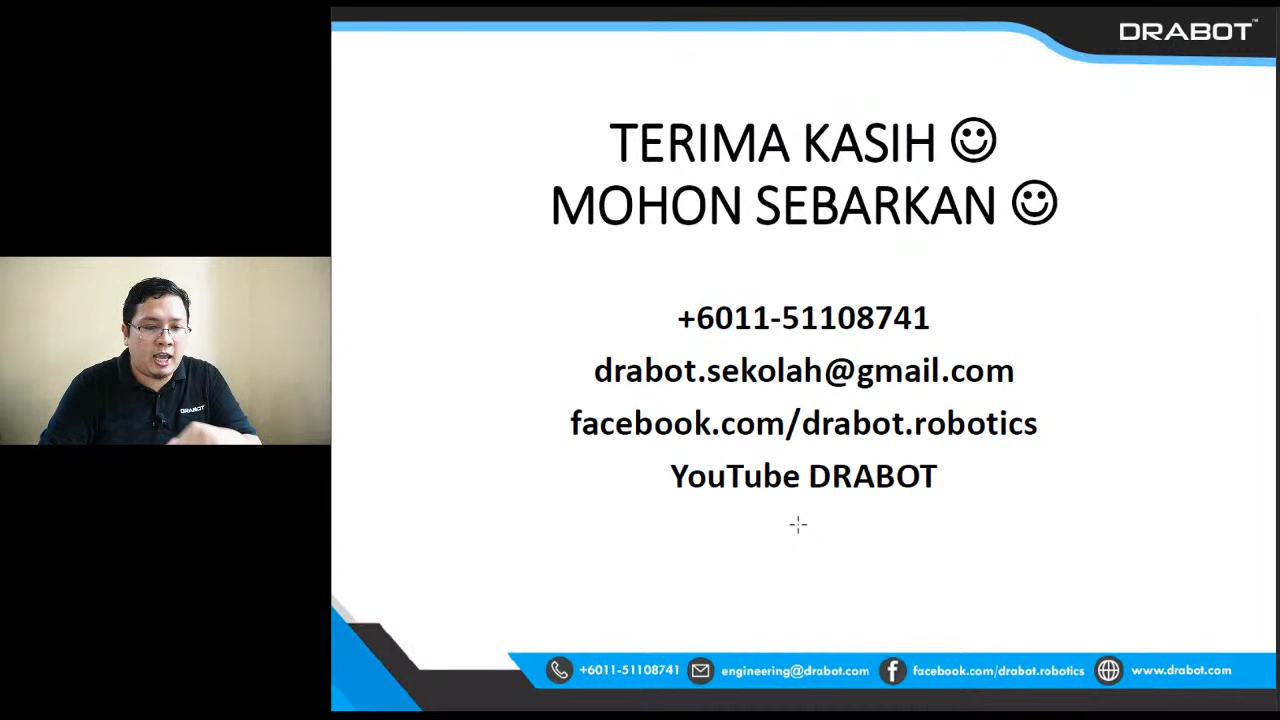 DRABOT™
TERIMA KASIH ☺
MOHON SEBARKAN ☺
+6011-51108741
drabot.sekolah@gmail.com
facebook.com/drabot.robotics
YouTube DRABOT
DRABOT
+6011-51108741 engineering@drabot.com facebook.com/drabot.robotics www.drabot.com